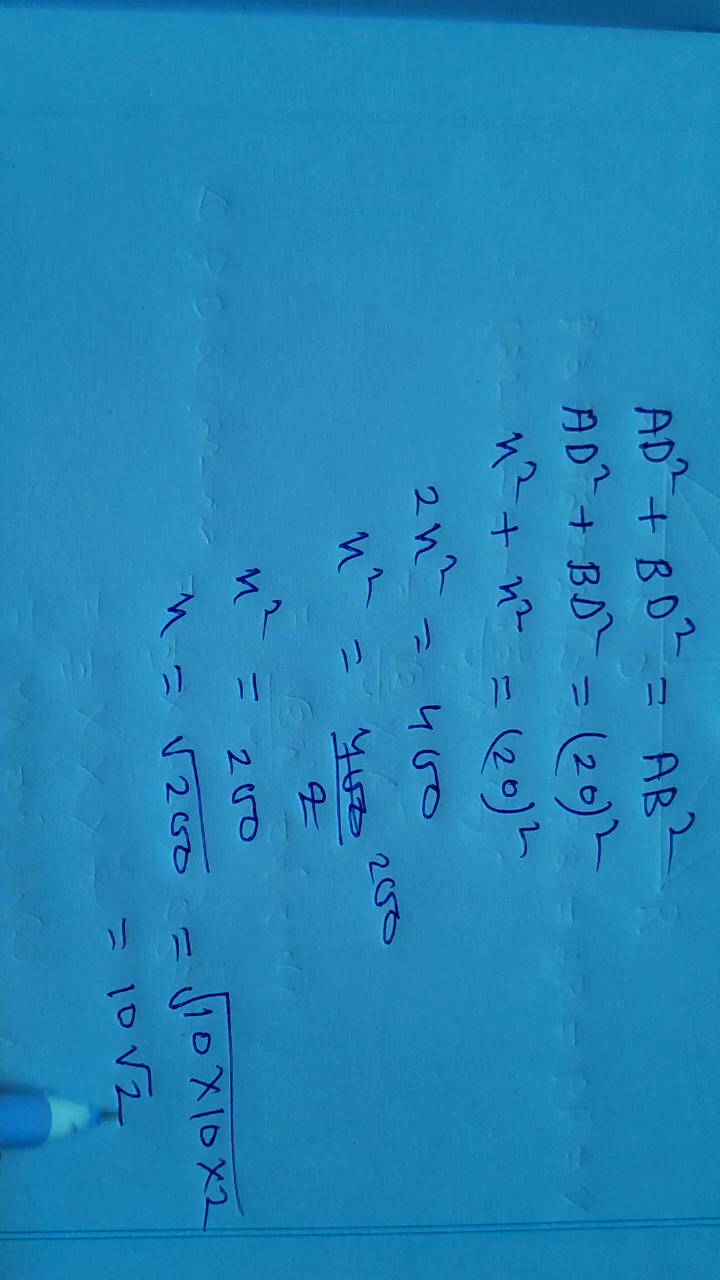 AD² + BD² = AB²
AD² + BD² = (20)²
x² + x² = (20)²
2x² = 400
x² = 400/2 200
x² = 200
x = √200 = √10×10×2
= 10√2